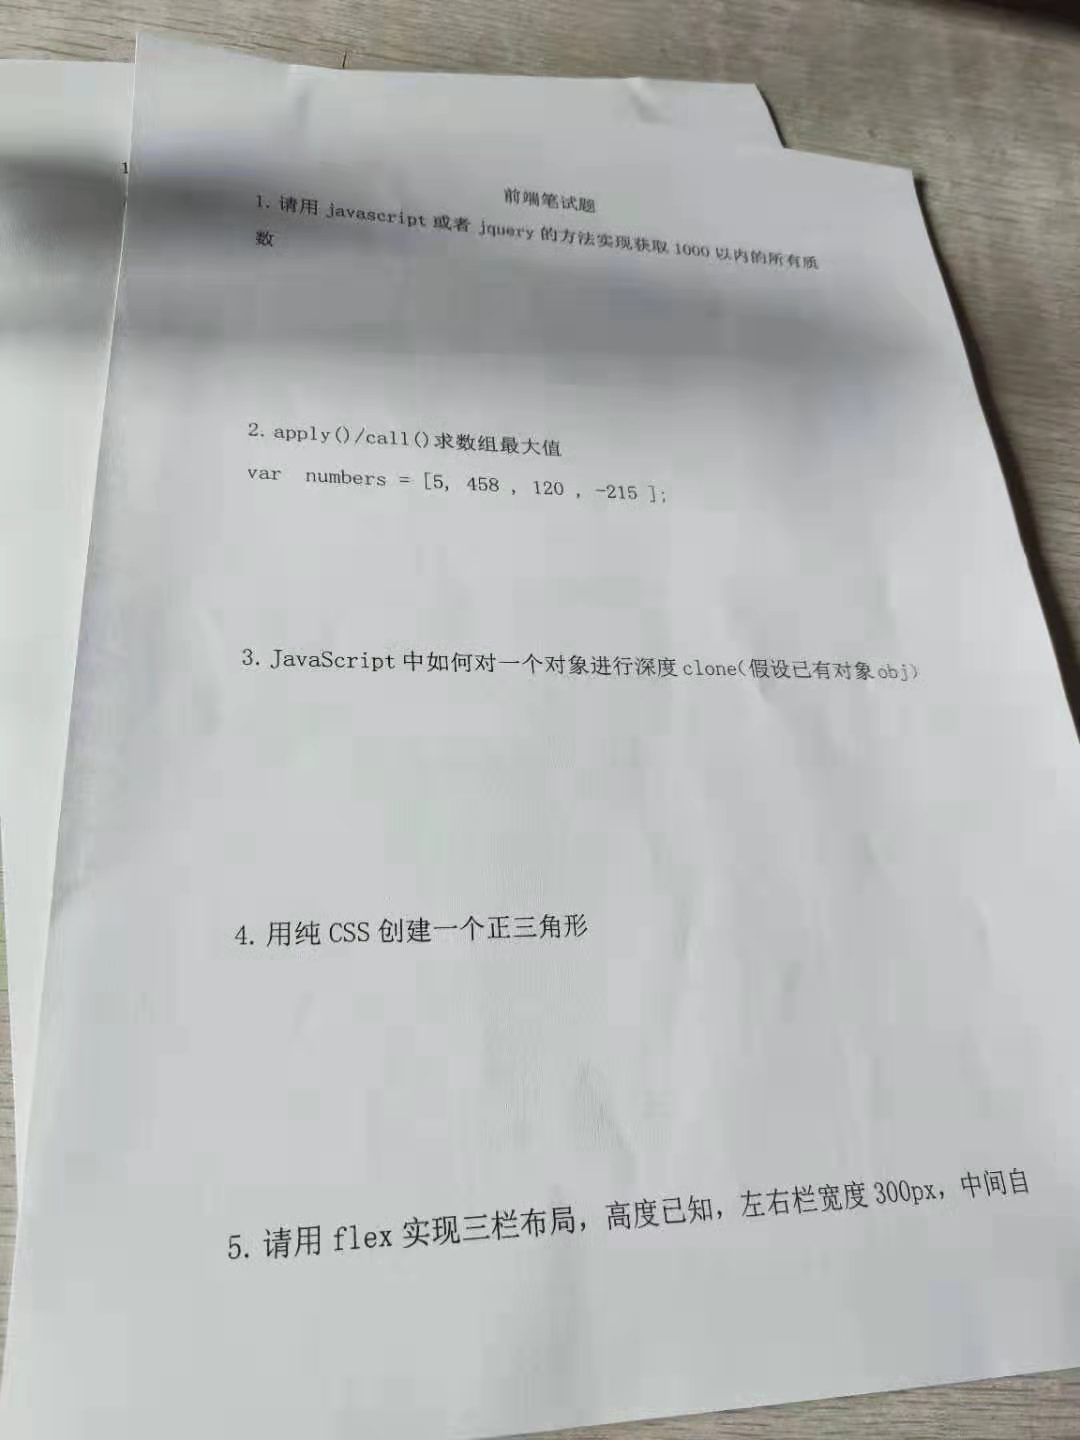 1
前端笔试题
1. 请用 javascript 或者 jquery 的方法实现获取 1000 以内的所有质
数
2. apply()/call()求数组最大值
var numbers = [5, 458 , 120 , -215 ];
3. JavaScript 中如何对一个对象进行深度 clone(假设已有对象 obj)
4. 用纯 CSS 创建一个正三角形
5. 请用 flex 实现三栏布局，高度已知，左右栏宽度 300px，中间自